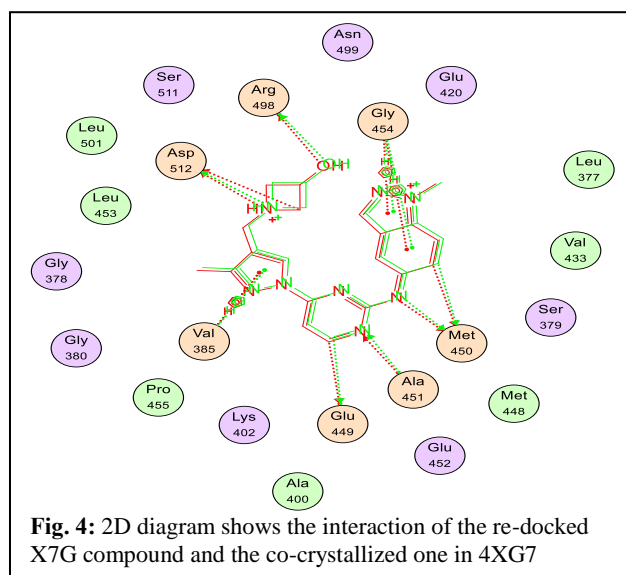 Asn
499
Ser
511
Arg
498
Gly
454
Glu
420
Leu
501
Asp
512
OH
OH
H
H
N
N
Leu
377
Leu
453
HN
N
Val
433
Gly
378
N
N
H
N
N
Ser
379
Gly
380
Val
385
N
Met
450
Pro
455
Lys
402
Glu
449
Ala
451
Met
448
Glu
452
Ala
400
Fig. 4: 2D diagram shows the interaction of the re-docked
X7G compound and the co-crystallized one in 4XG7